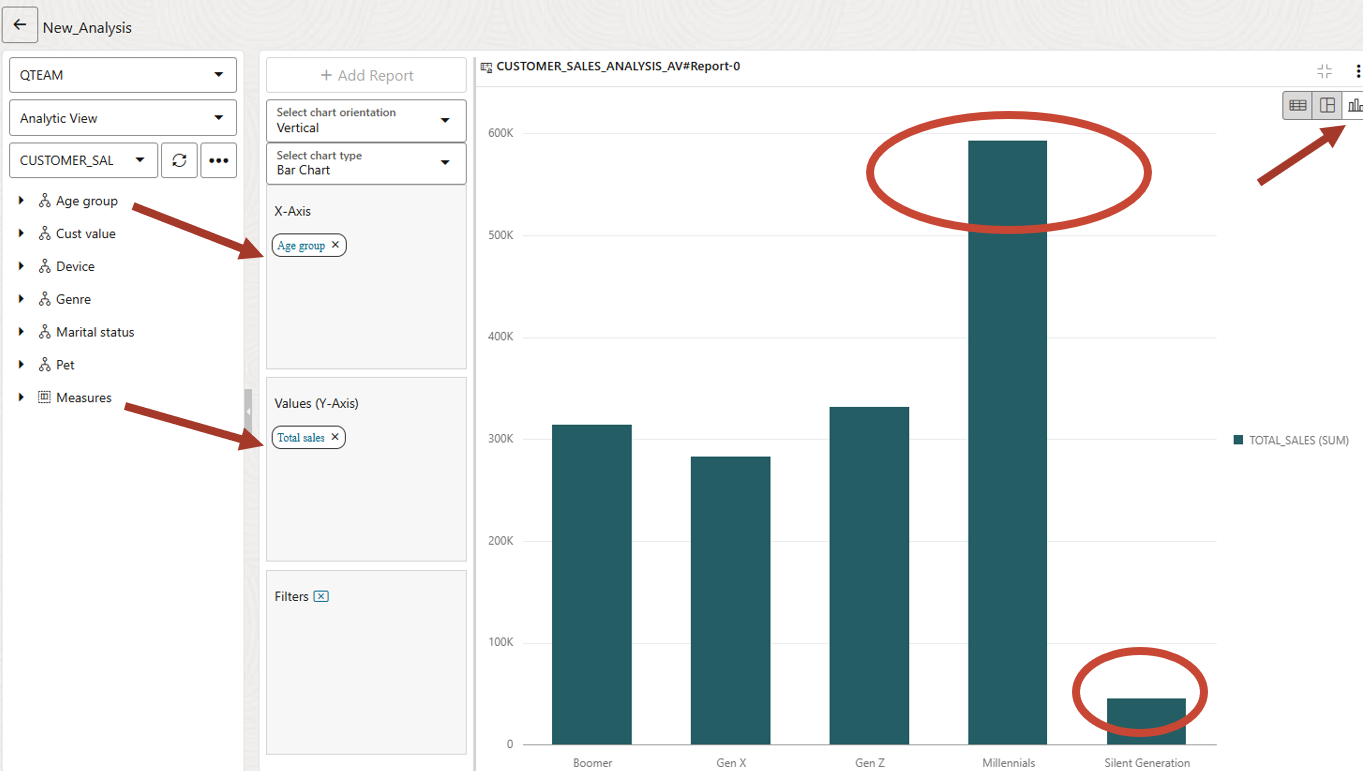 New_Analysis
QTEAM
Analytic View
CUSTOMER_SAL
Age group
Cust value
Device
Genre
Marital status
Pet
Measures
+ Add Report
Select chart orientation
Vertical
Select chart type
Bar Chart
X-Axis
Age group
Values (Y-Axis)
Total sales
Filters
CUSTOMER_SALES_ANALYSIS_AV#Report-0
600K
500K
400K
300K
200K
100K
0
Boomer Gen X Gen Z Millennials Silent Generation
TOTAL_SALES (SUM)